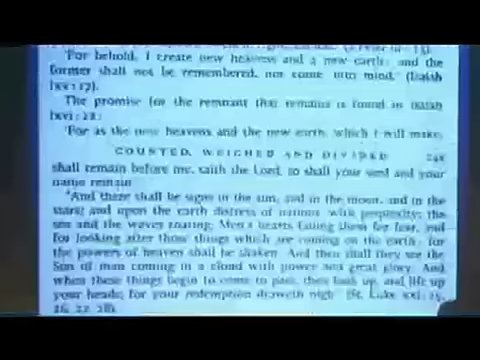 "For behold, I create new heavens and a new earth: and the
former shall not be remembered, nor come into mind." (Isaiah
lxv:17).
The promise for the remnant that remains is found in Isaiah
lxvi:22:
"For as the new heavens and the new earth, which I will make,
COUNTED, WEIGHED AND DIVIDED
shall remain before me, saith the Lord, so shall your seed and your
name remain
"And there shall be signs in the sun, and in the moon, and in the
stars; and upon the earth distress of nations, with perplexity; the
sea and the waves roaring; Men's hearts failing them for fear, and
for looking after those things which are coming on the earth: for
the powers of heaven shall be shaken. And then shall they see the
Son of man coming in a cloud with power and great glory. And
when these things begin to come to pass, then look up, and lift up
your heads; for your redemption draweth nigh" (St. Luke xxi:25,
26, 27, 28).